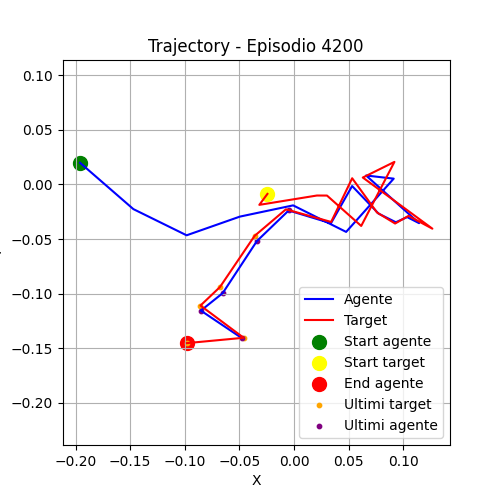 Trajectory - Episodio 4200
0.10
0.05
0.00
−0.05
−0.10
−0.15
−0.20
Agente
Target
Start agente
Start target
End agente
Ultimi target
Ultimi agente
−0.20 −0.15 −0.10 −0.05 0.00 0.05 0.10
X